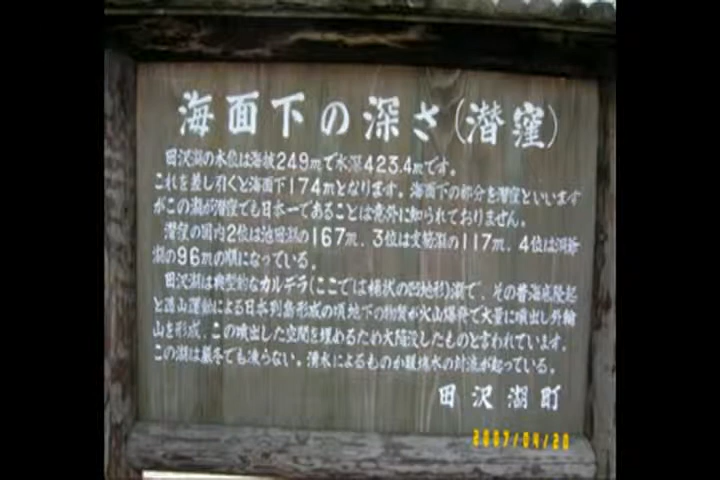 海面下の深さ(潜窪)
田沢湖の水位は海抜249mで水深423.4mです。
これを差し引くと海面下174mとなります。海面下の部分を潜窪といいます
がこの湖が潜窪でも日本一であることは意外に知られておりません。
潜窪の国内2位は池田湖の167m、3位は支笏湖の117m、4位は洞爺
湖の96mの順になっている。
田沢湖は典型的なカルデラ(ここでは桶状の凹地形)湖で、その昔海底隆起
と造山運動による日本列島形成の頃地下の物質が火山爆発で大量に噴出し外輪
山を形成、この噴出した空間を埋めるため大陥没したものと言われています。
この湖は厳冬でも凍らない。湧水によるものか温塊水の対流が起っている。
田沢湖町
2007/04/20